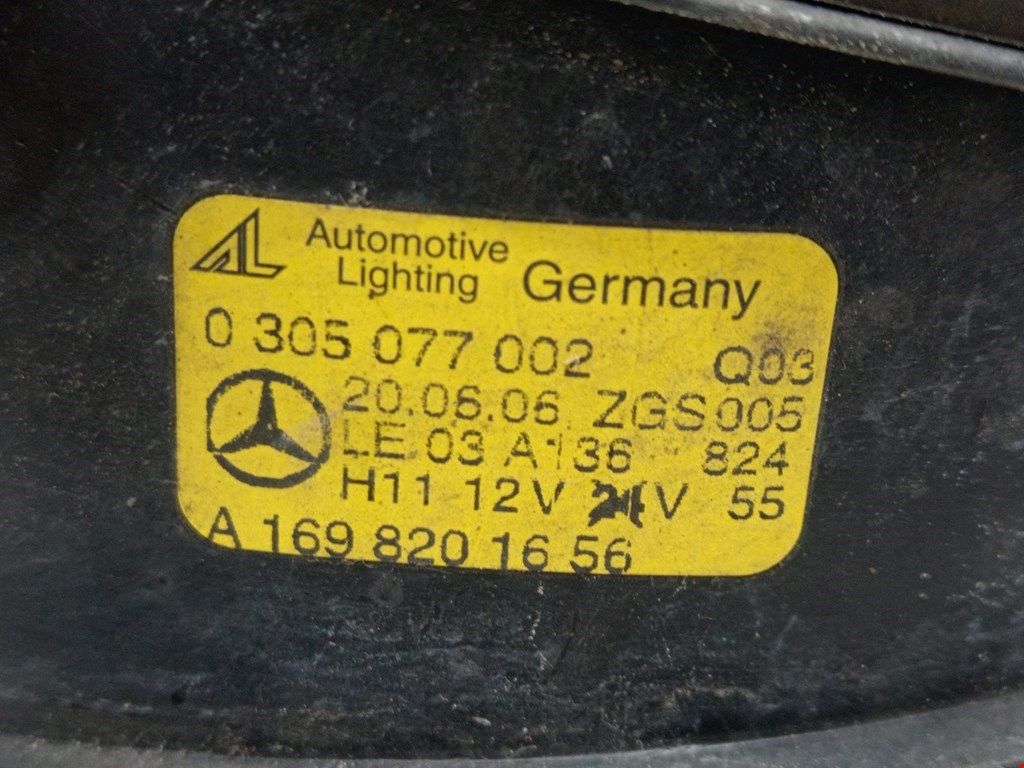 AL Automotive
Lighting Germany
0 305 077 002 Q03
20.06.06 ZGS 005
LE 03 A136 824
H11 12V 24V 55
A 169 820 16 56